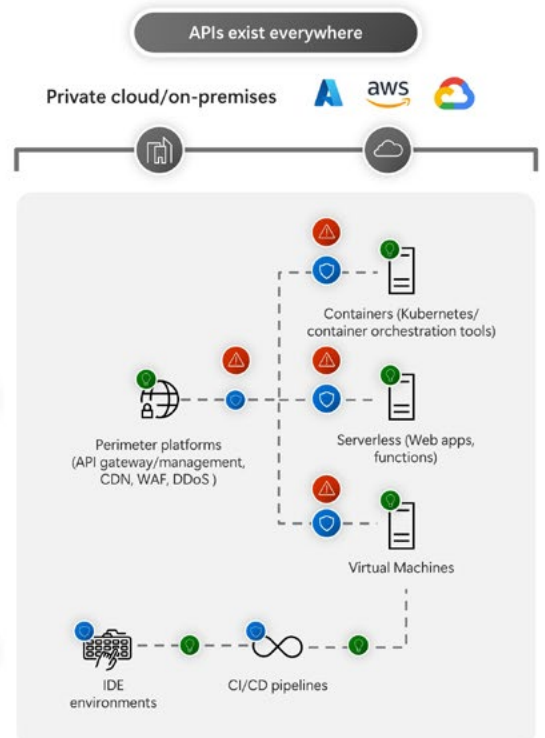 APIs exist everywhere
Private cloud/on-premises
aws
Containers (Kubernetes/
container orchestration tools)
Perimeter platforms
(API gateway/management,
CDN, WAF, DDoS )
Serverless (Web apps,
functions)
Virtual Machines
IDE
environments
CI/CD pipelines